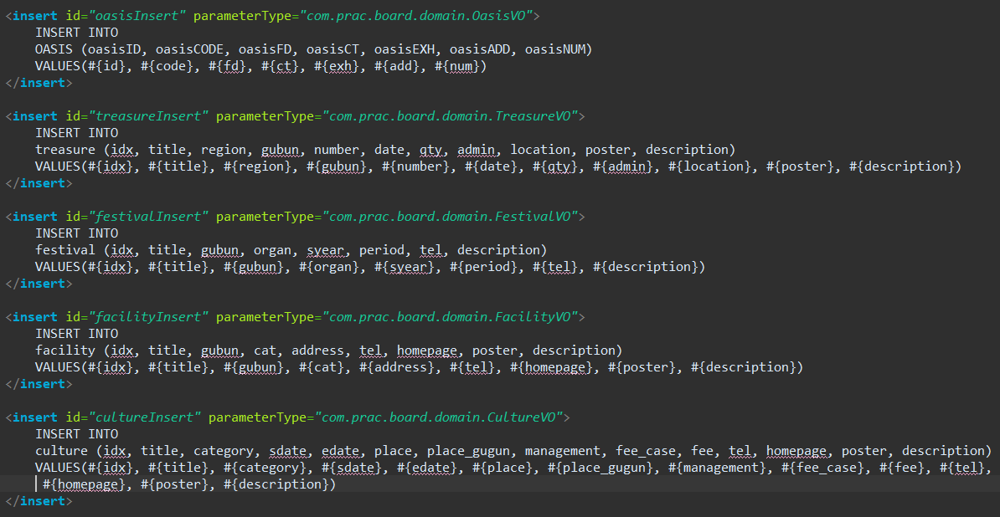 <insert id="oasisInsert" parameterType="com.prac.board.domain.OasisVO">
INSERT INTO
OASIS (oasisID, oasisCODE, oasisFD, oasisCT, oasisEXH, oasisADD, oasisNUM)
VALUES(#{id}, #{code}, #{fd}, #{ct}, #{exh}, #{add}, #{num})
</insert>
<insert id="treasureInsert" parameterType="com.prac.board.domain.TreasureVO">
INSERT INTO
treasure (idx, title, region, gubun, number, date, qty, admin, location, poster, description)
VALUES(#{idx}, #{title}, #{region}, #{gubun}, #{number}, #{date}, #{qty}, #{admin}, #{location}, #{poster}, #{description})
</insert>
<insert id="festivalInsert" parameterType="com.prac.board.domain.FestivalVO">
INSERT INTO
festival (idx, title, gubun, organ, syear, period, tel, description)
VALUES(#{idx}, #{title}, #{gubun}, #{organ}, #{syear}, #{period}, #{tel}, #{description})
</insert>
<insert id="facilityInsert" parameterType="com.prac.board.domain.FacilityVO">
INSERT INTO
facility (idx, title, gubun, cat, address, tel, homepage, poster, description)
VALUES(#{idx}, #{title}, #{gubun}, #{cat}, #{address}, #{tel}, #{homepage}, #{poster}, #{description})
</insert>
<insert id="cultureInsert" parameterType="com.prac.board.domain.CultureVO">
INSERT INTO
culture (idx, title, category, sdate, edate, place, place_gugun, management, fee_case, fee, tel, homepage, poster, description)
VALUES(#{idx}, #{title}, #{category}, #{sdate}, #{edate}, #{place}, #{place_gugun}, #{management}, #{fee_case}, #{fee}, #{tel},
#{homepage}, #{poster}, #{description})
</insert>